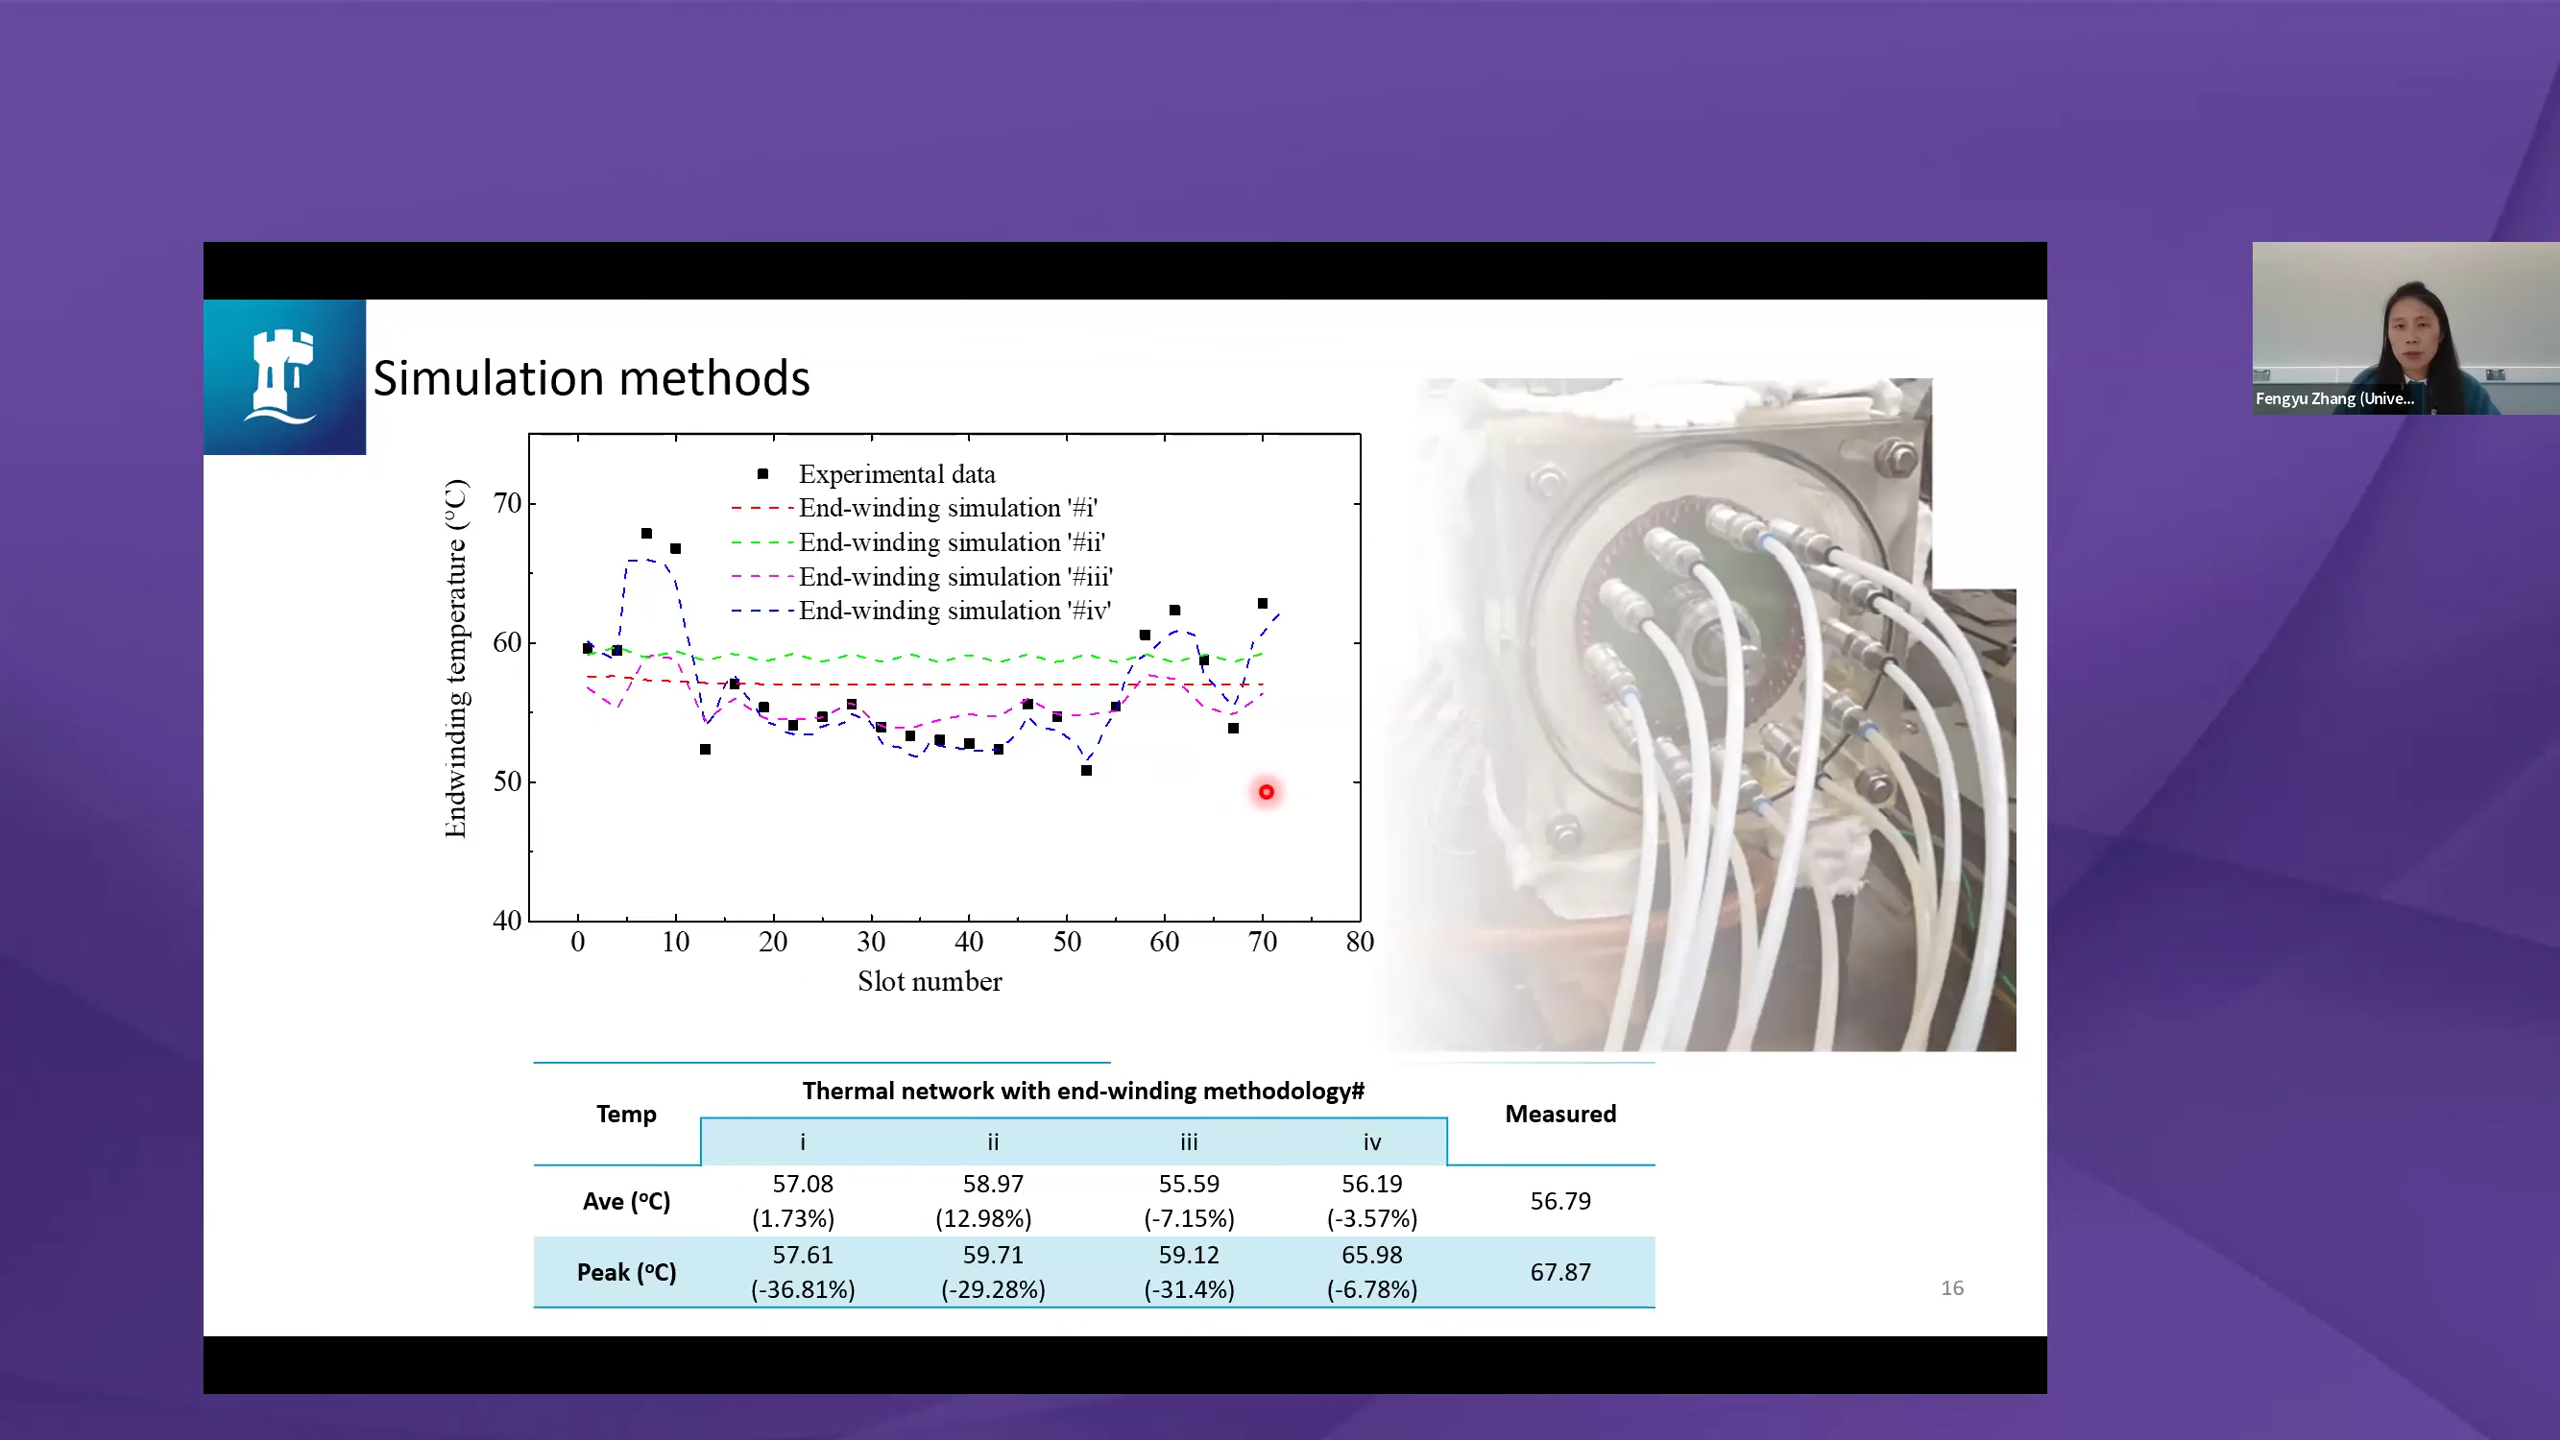 Simulation methods
Experimental data
End-winding simulation '#i'
End-winding simulation '#ii'
End-winding simulation '#iii'
End-winding simulation '#iv'
Endwinding temperature (°C)
70
60
50
40
0 10 20 30 40 50 60 70 80
Slot number
Fengyu Zhang (Unive...
Thermal network with end-winding methodology#
Temp
Measured
i ii iii iv
57.08 58.97 55.59 56.19
Ave (°C) 56.79
(1.73%) (12.98%) (-7.15%) (-3.57%)
57.61 59.71 59.12 65.98
Peak (°C) 67.87
(-36.81%) (-29.28%) (-31.4%) (-6.78%)
16